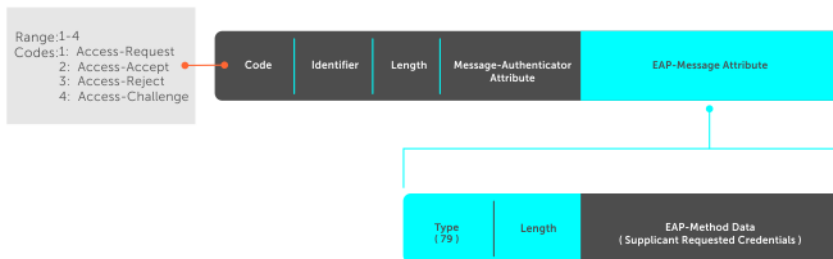 Range:1-4
Codes:1: Access-Request
2: Access-Accept
3: Access-Reject
4: Access-Challenge
Code
Identifier
Length
Message-Authenticator
Attribute
EAP-Message Attribute
Type
( 79 )
Length
EAP-Method Data
( Supplicant Requested Credentials )